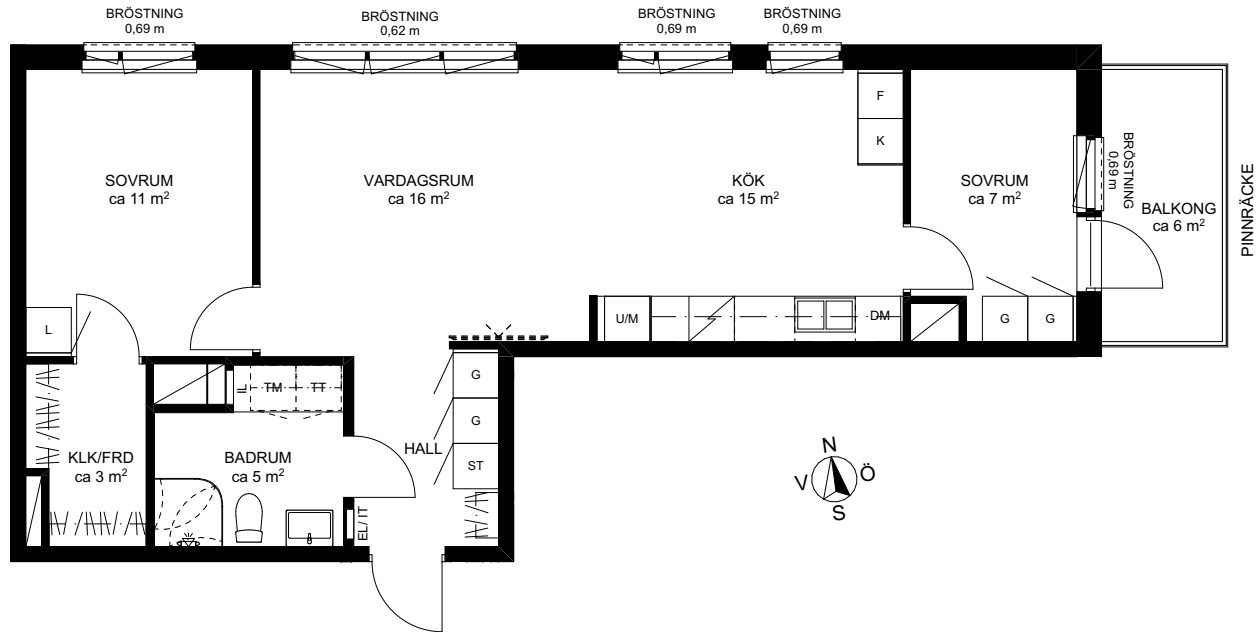 BRÖSTNING
0,69 m
BRÖSTNING
0,62 m
BRÖSTNING
0,69 m
BRÖSTNING
0,69 m
F
K
SOVRUM
ca 11 m²
VARDAGSRUM
ca 16 m²
KÖK
ca 15 m²
SOVRUM
ca 7 m²
BRÖSTNING
0,69 m
BALKONG
ca 6 m²
PINNRÄCKE
L
U/M
DM
G
G
IL
TM
TT
G
G
ST
HALL
KLK/FRD
ca 3 m²
BADRUM
ca 5 m²
EL/IT
N
V
Ö
S